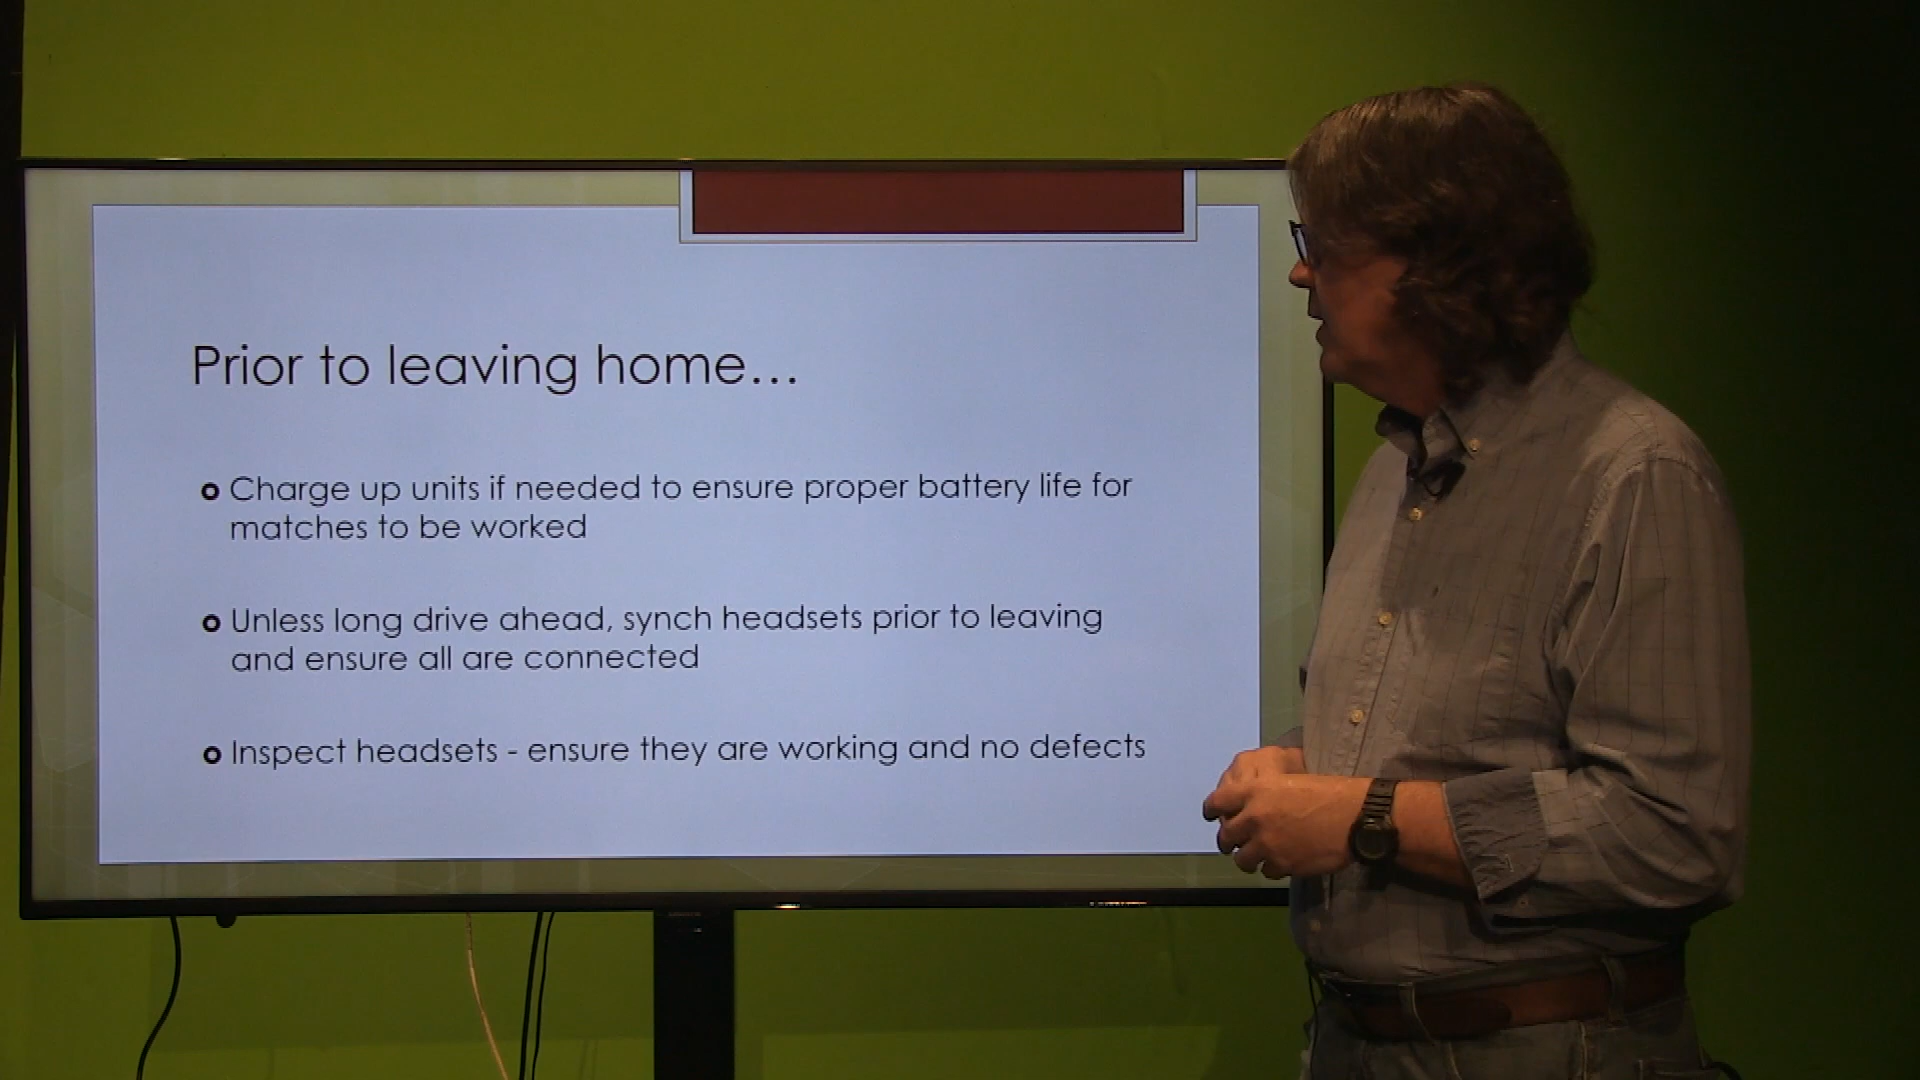 Prior to leaving home...
Charge up units if needed to ensure proper battery life for
matches to be worked
Unless long drive ahead, synch headsets prior to leaving
and ensure all are connected
Inspect headsets - ensure they are working and no defects